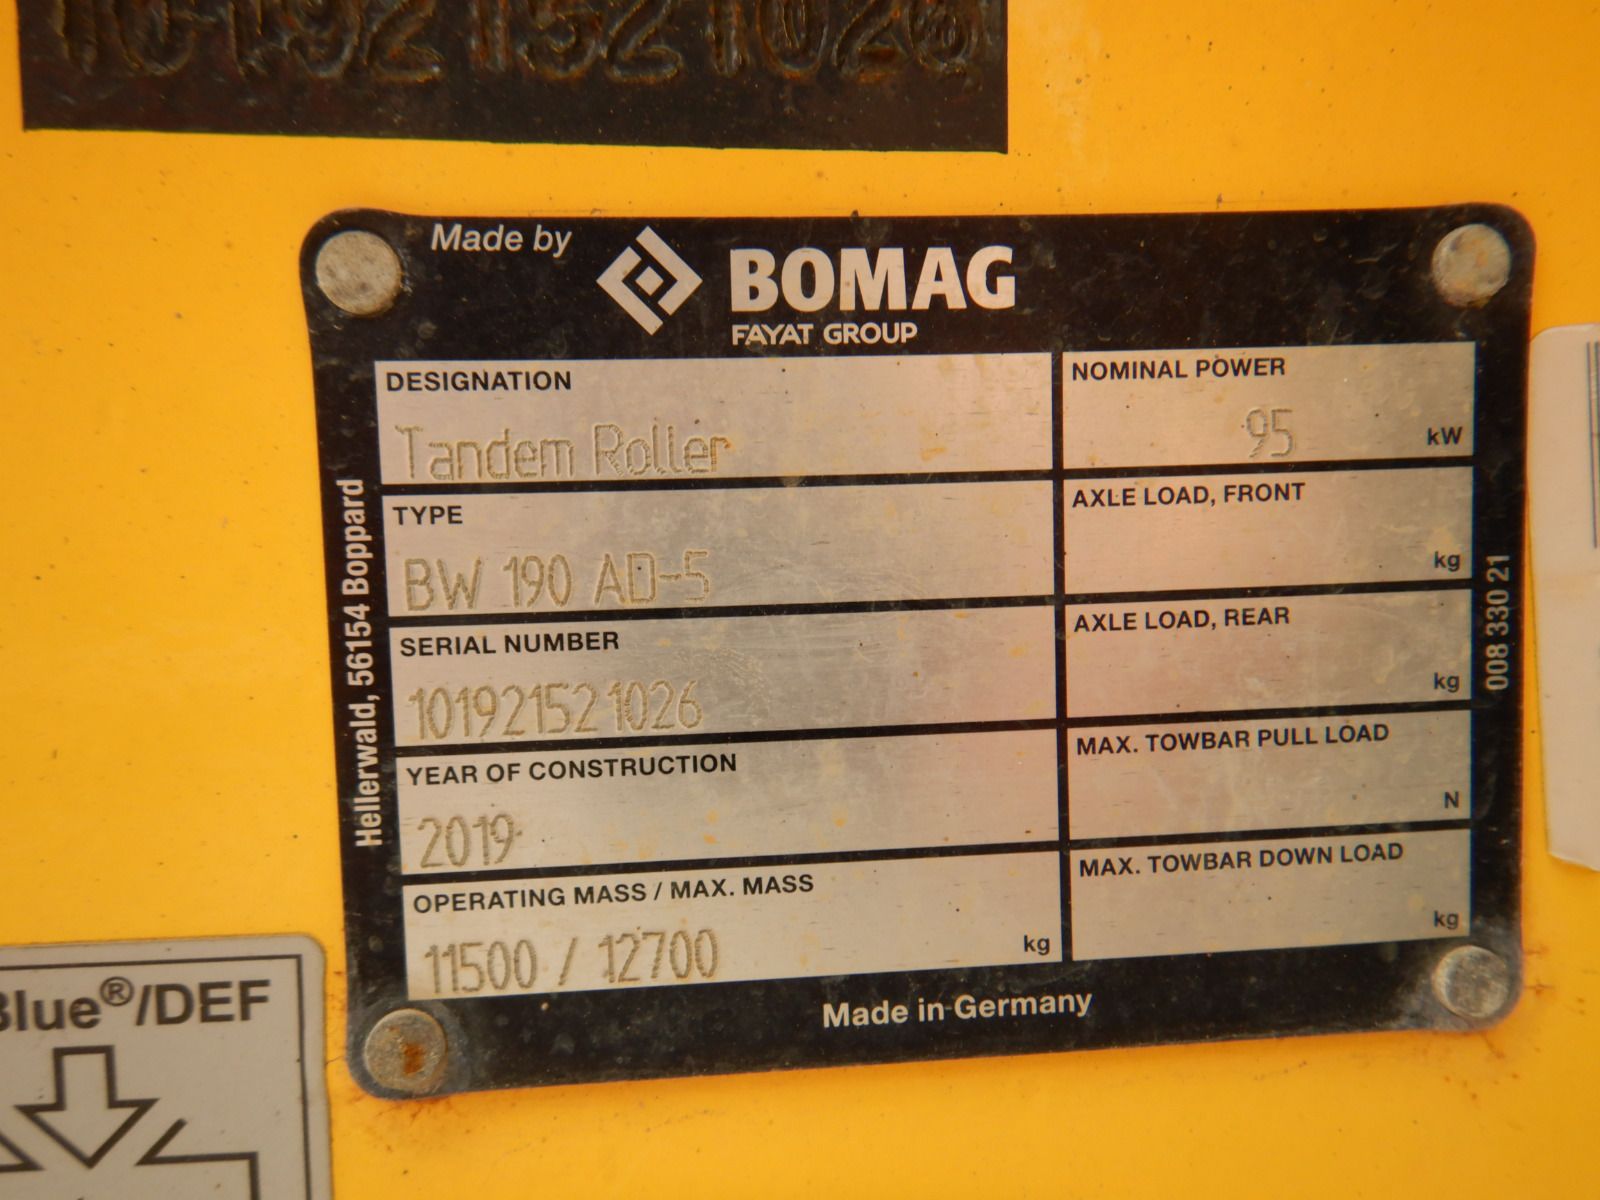 101921521026
Made by
BOMAG
FAYAT GROUP
DESIGNATION
Tandem Roller
TYPE
BW 190 AD-5
SERIAL NUMBER
101921521026
YEAR OF CONSTRUCTION
2019
OPERATING MASS / MAX. MASS
11500 / 12700 kg
NOMINAL POWER
95 kW
AXLE LOAD, FRONT
kg
AXLE LOAD, REAR
kg
MAX. TOWBAR PULL LOAD
N
MAX. TOWBAR DOWN LOAD
kg
Made in Germany
Hellerwald, 56154 Boppard
008 330 21
Blue®/DEF